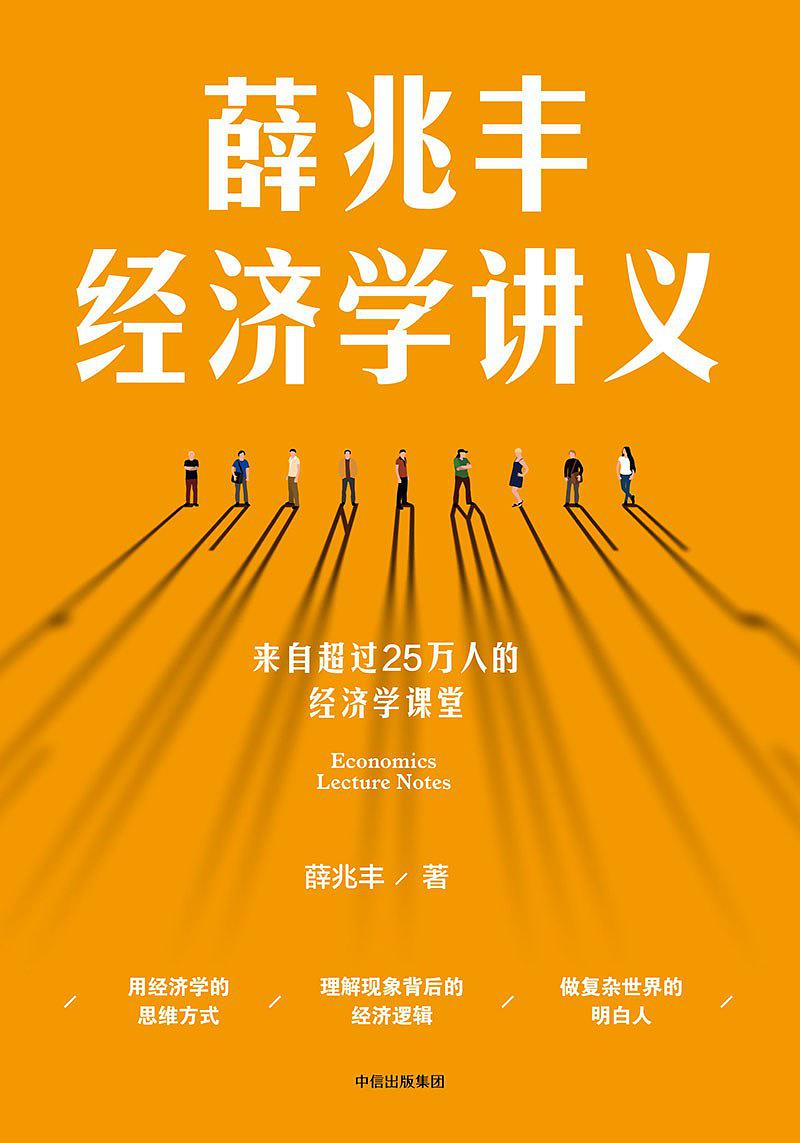 薛兆丰
经济学讲义
来自超过25万人的
经济学课堂
Economics
Lecture Notes
薛兆丰 / 著
/ 用经济学的 / 理解现象背后的 / 做复杂世界的 /
思维方式 经济逻辑 明白人
中信出版集团